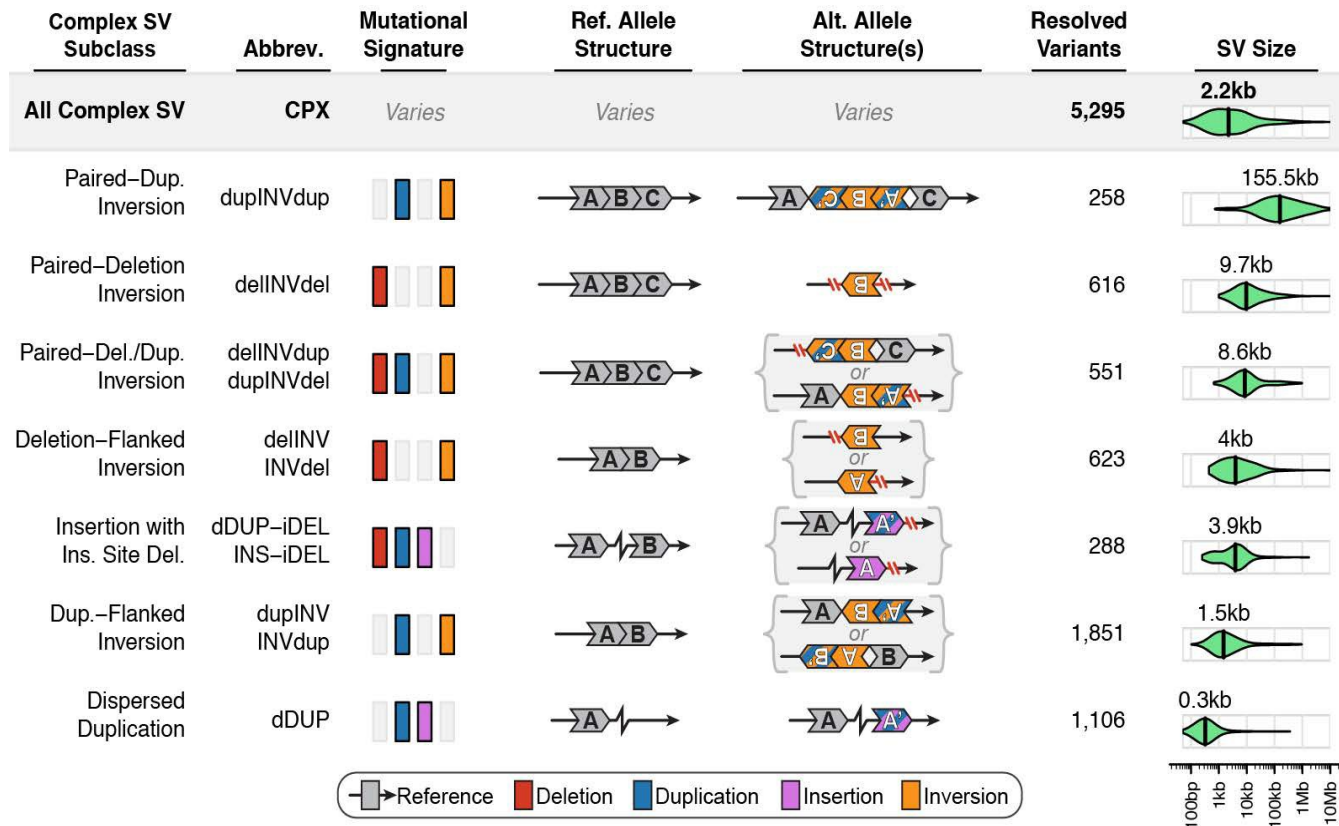 Complex SV Subclass Abbrev. Mutational Signature Ref. Allele Structure Alt. Allele Structure(s) Resolved Variants SV Size
All Complex SV CPX Varies Varies Varies 5,295 2.2kb
Paired–Dup. Inversion dupINVdup A B C A C' B A' C 258 155.5kb
Paired–Deletion Inversion delINVdel A B C B 616 9.7kb
Paired–Del./Dup. Inversion delINVdup dupINVdel A B C C' B C or A B A' 551 8.6kb
Deletion–Flanked Inversion delINV INVdel A B B or A 623 4kb
Insertion with Ins. Site Del. dDUP–iDEL INS–iDEL A B A A' or A 288 3.9kb
Dup.–Flanked Inversion dupINV INVdup A B A B A' or B' A B 1,851 1.5kb
Dispersed Duplication dDUP A A A' 1,106 0.3kb
100bp 1kb 10kb 100kb 1Mb 10Mb
Reference Deletion Duplication Insertion Inversion